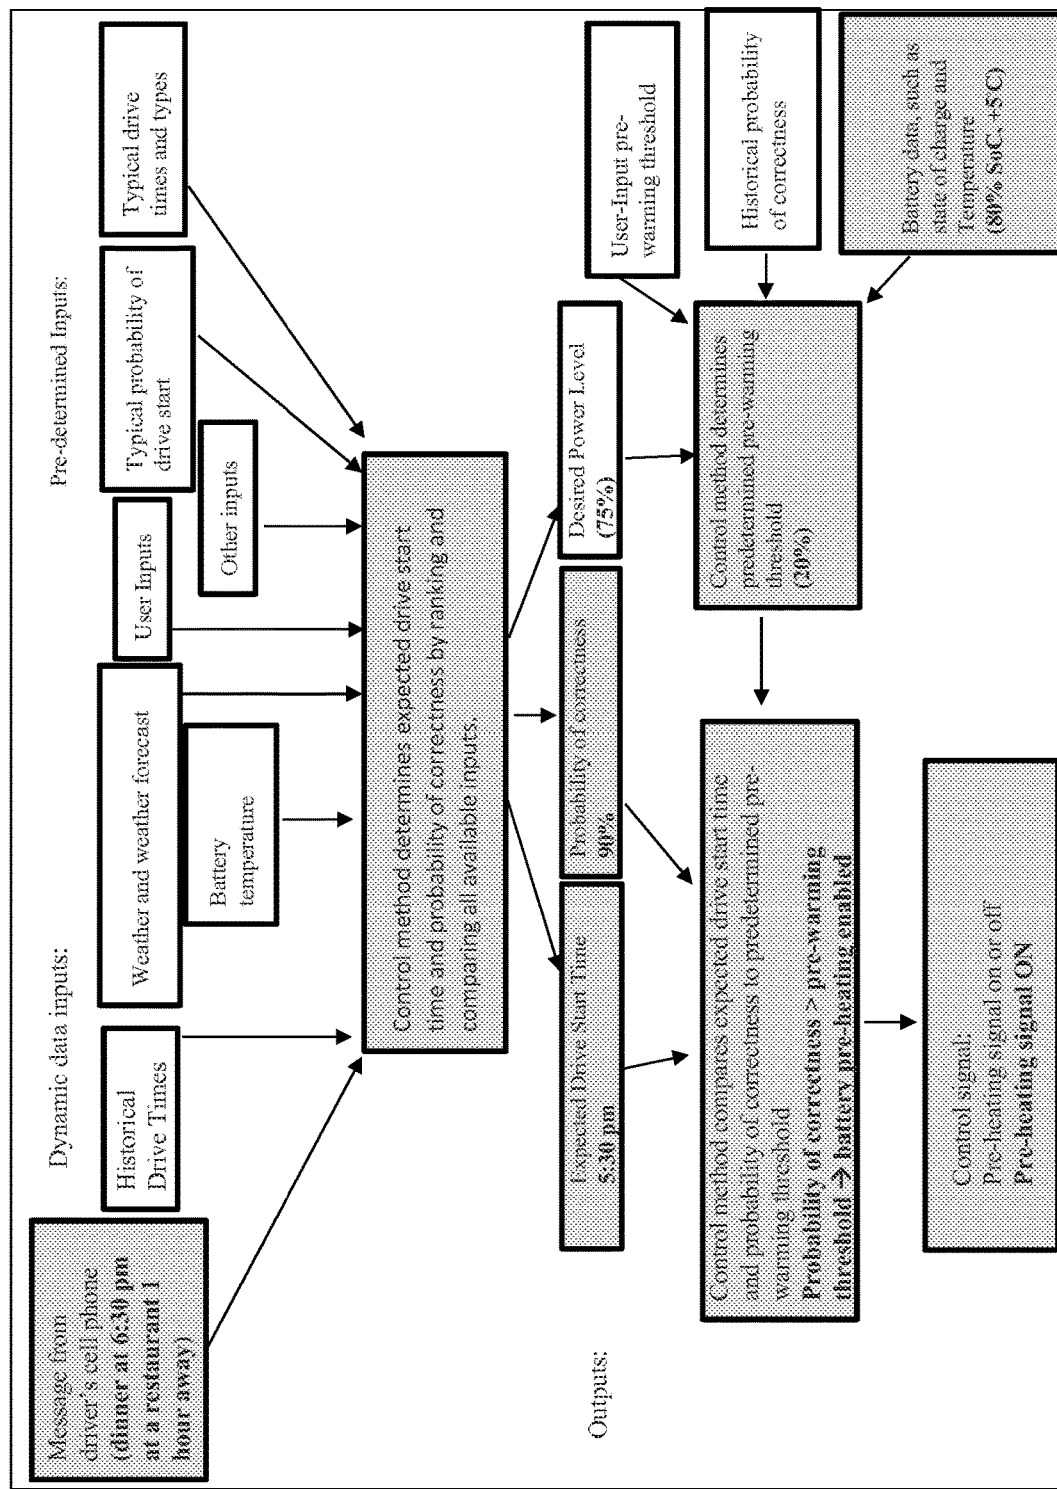 Dynamic data inputs:
Pre-determined Inputs:
Message from
driver's cell phone
(dinner at 6:30 pm
at a restaurant 1
hour away)
Historical
Drive Times
Weather and weather forecast
Battery
temperature
User Inputs
Other inputs
Typical probability of
drive start
Typical drive
times and types
Control method determines expected drive start
time and probability of correctness by ranking and
comparing all available inputs.
Outputs:
Expected Drive Start Time
5:30 pm
Probability of correctness
90%
Desired Power Level
(75%)
User-Input pre-
warming threshold
Historical probability
of correctness
Battery data, such as
state of charge and
Temperature
(80% SoC, +5C)
Control method determines
predetermined pre-warming
threshold
(20%)
Control method compares expected drive start time
and probability of correctness to predetermined pre-
warming threshold
Probability of correctness > pre-warming
threshold → battery pre-heating enabled
Control signal:
Pre-heating signal on or off
Pre-heating signal ON